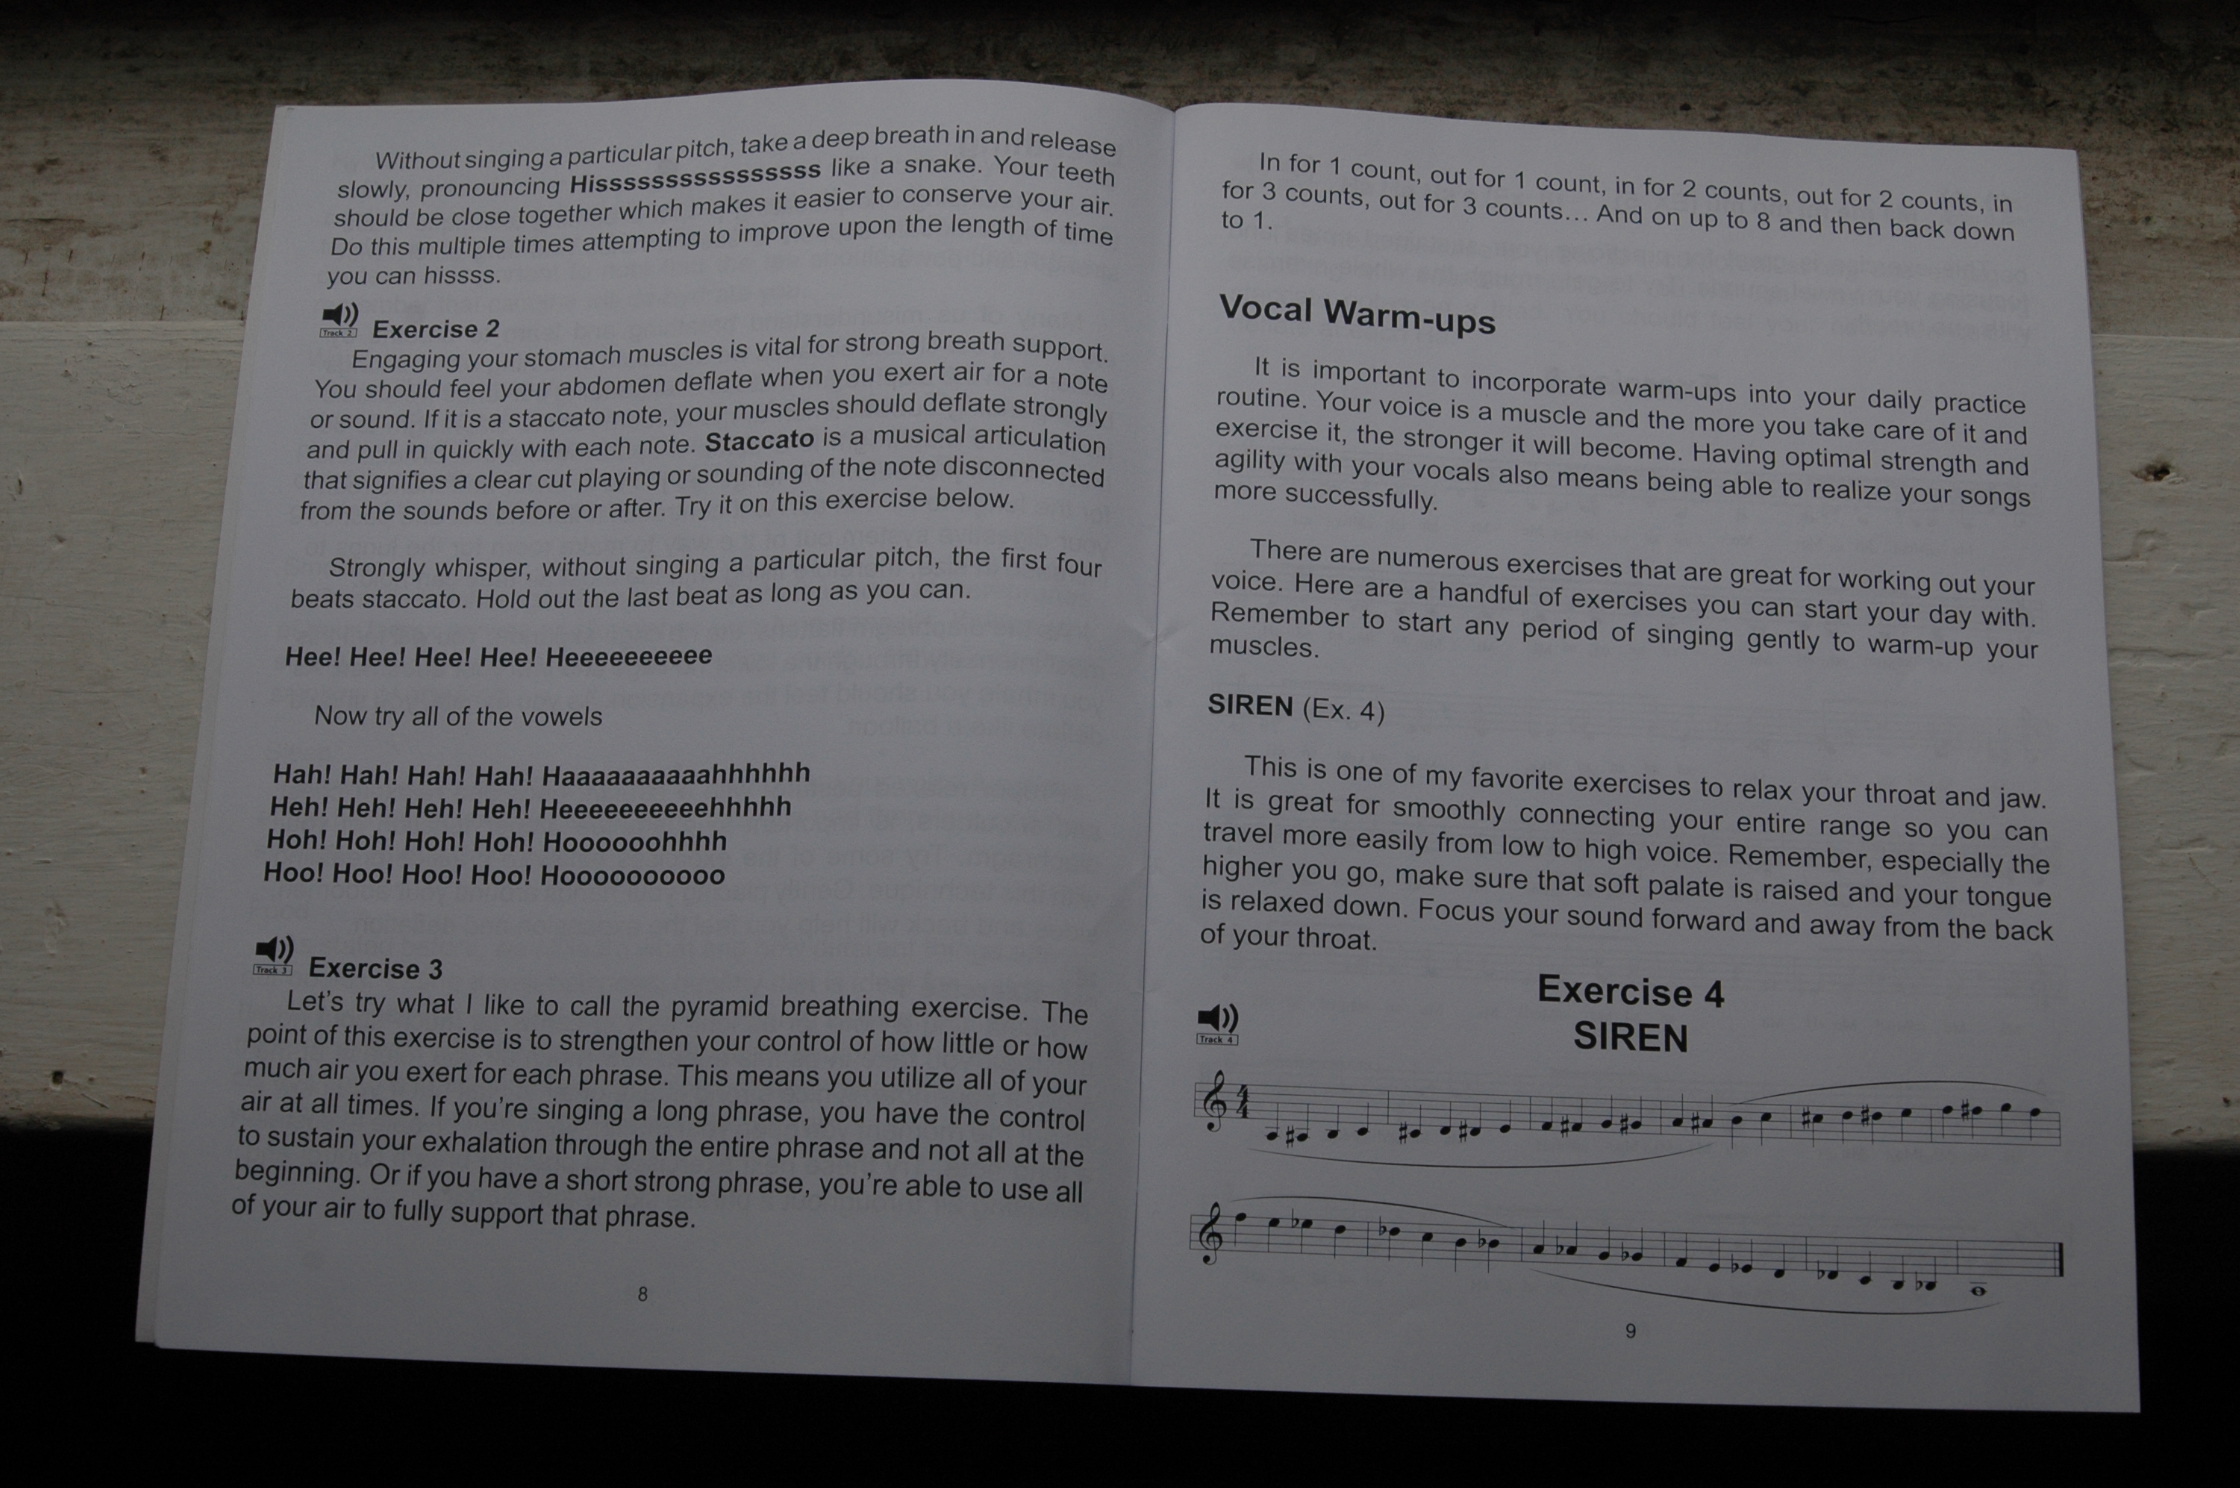 Without singing a particular pitch, take a deep breath in and release
slowly, pronouncing Hisssssssssssssssss like a snake. Your teeth
should be close together which makes it easier to conserve your air.
Do this multiple times attempting to improve upon the length of time
you can hissss.
Track 2
Exercise 2
Engaging your stomach muscles is vital for strong breath support.
You should feel your abdomen deflate when you exert air for a note
or sound. If it is a staccato note, your muscles should deflate strongly
and pull in quickly with each note. Staccato is a musical articulation
that signifies a clear cut playing or sounding of the note disconnected
from the sounds before or after. Try it on this exercise below.
Strongly whisper, without singing a particular pitch, the first four
beats staccato. Hold out the last beat as long as you can.
Hee! Hee! Hee! Hee! Heeeeeeeeeee
Now try all of the vowels
Hah! Hah! Hah! Hah! Haaaaaaaaaaahhhhhh
Heh! Heh! Heh! Heh! Heeeeeeeeeeehhhhh
Hoh! Hoh! Hoh! Hoh! Hoooooohhhh
Hoo! Hoo! Hoo! Hoo! Hoooooooooo
Track 3
Exercise 3
Let's try what I like to call the pyramid breathing exercise. The
point of this exercise is to strengthen your control of how little or how
much air you exert for each phrase. This means you utilize all of your
air at all times. If you're singing a long phrase, you have the control
to sustain your exhalation through the entire phrase and not all at the
beginning. Or if you have a short strong phrase, you're able to use all
of your air to fully support that phrase.
8
In for 1 count, out for 1 count, in for 2 counts, out for 2 counts, in
for 3 counts, out for 3 counts... And on up to 8 and then back down
to 1.
Vocal Warm-ups
It is important to incorporate warm-ups into your daily practice
routine. Your voice is a muscle and the more you take care of it and
exercise it, the stronger it will become. Having optimal strength and
agility with your vocals also means being able to realize your songs
more successfully.
There are numerous exercises that are great for working out your
voice. Here are a handful of exercises you can start your day with.
Remember to start any period of singing gently to warm-up your
muscles.
SIREN (Ex. 4)
This is one of my favorite exercises to relax your throat and jaw.
It is great for smoothly connecting your entire range so you can
travel more easily from low to high voice. Remember, especially the
higher you go, make sure that soft palate is raised and your tongue
is relaxed down. Focus your sound forward and away from the back
of your throat.
Exercise 4
SIREN
Track 4
4
4
9